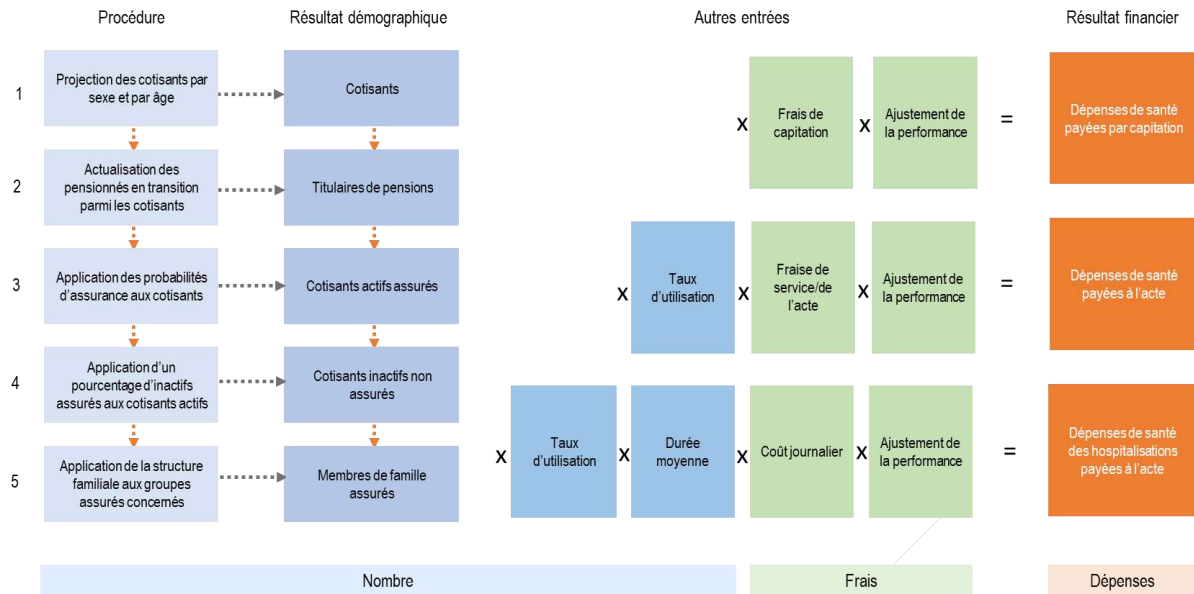 Procédure
Résultat démographique
Autres entrées
Résultat financier
1
Projection des cotisants par
sexe et par âge
Cotisants
x
Frais de
capitation
x
Ajustement de
la performance
=
Dépenses de santé
payées par capitation
2
Actualisation des
pensionnés en transition
parmi les cotisants
Titulaires de pensions
3
Application des probabilités
d'assurance aux cotisants
Cotisants actifs assurés
x
Taux
d'utilisation
x
Fraise de
service/de
l'acte
x
Ajustement de
la performance
=
Dépenses de santé
payées à l'acte
4
Application d'un
pourcentage d'inactifs
assurés aux cotisants actifs
Cotisants inactifs non
assurés
5
Application de la structure
familiale aux groupes
assurés concernés
Membres de famille
assurés
x
Taux
d'utilisation
x
Durée
moyenne
x
Coût journalier
x
Ajustement de
la performance
=
Dépenses de santé
des hospitalisations
payées à l'acte
Nombre
Frais
Dépenses